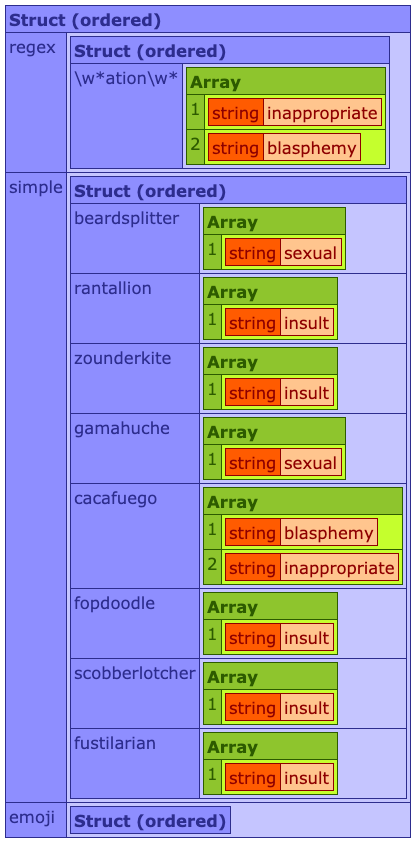 Struct (ordered)
regex
Struct (ordered)
\w*ation\w*
Array
1 string inappropriate
2 string blasphemy
simple
Struct (ordered)
beardsplitter
Array
1 string sexual
rantallion
Array
1 string insult
zounderkite
Array
1 string insult
gamahuche
Array
1 string sexual
cacafuego
Array
1 string blasphemy
2 string inappropriate
fopdoodle
Array
1 string insult
scobberlotcher
Array
1 string insult
fustilarian
Array
1 string insult
emoji
Struct (ordered)